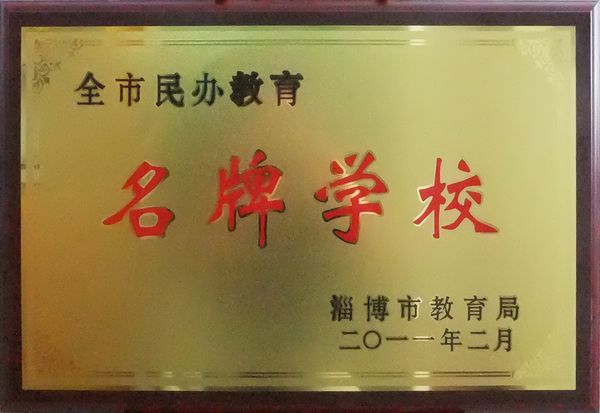 全市民办教育
名牌学校
淄博市教育局
二〇一一年二月